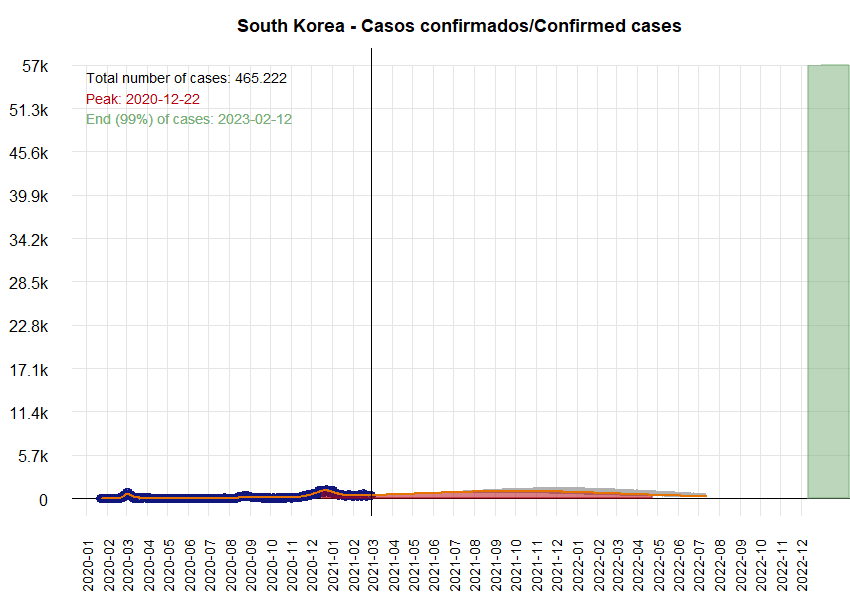 South Korea - Casos confirmados/Confirmed cases
57k
51.3k
45.6k
39.9k
34.2k
28.5k
22.8k
17.1k
11.4k
5.7k
0
Total number of cases: 465.222
Peak: 2020-12-22
End (99%) of cases: 2023-02-12
2020-01
2020-02
2020-03
2020-04
2020-05
2020-06
2020-07
2020-08
2020-09
2020-10
2020-11
2020-12
2021-01
2021-02
2021-03
2021-04
2021-05
2021-06
2021-07
2021-08
2021-09
2021-10
2021-11
2021-12
2022-01
2022-02
2022-03
2022-04
2022-05
2022-06
2022-07
2022-08
2022-09
2022-10
2022-11
2022-12